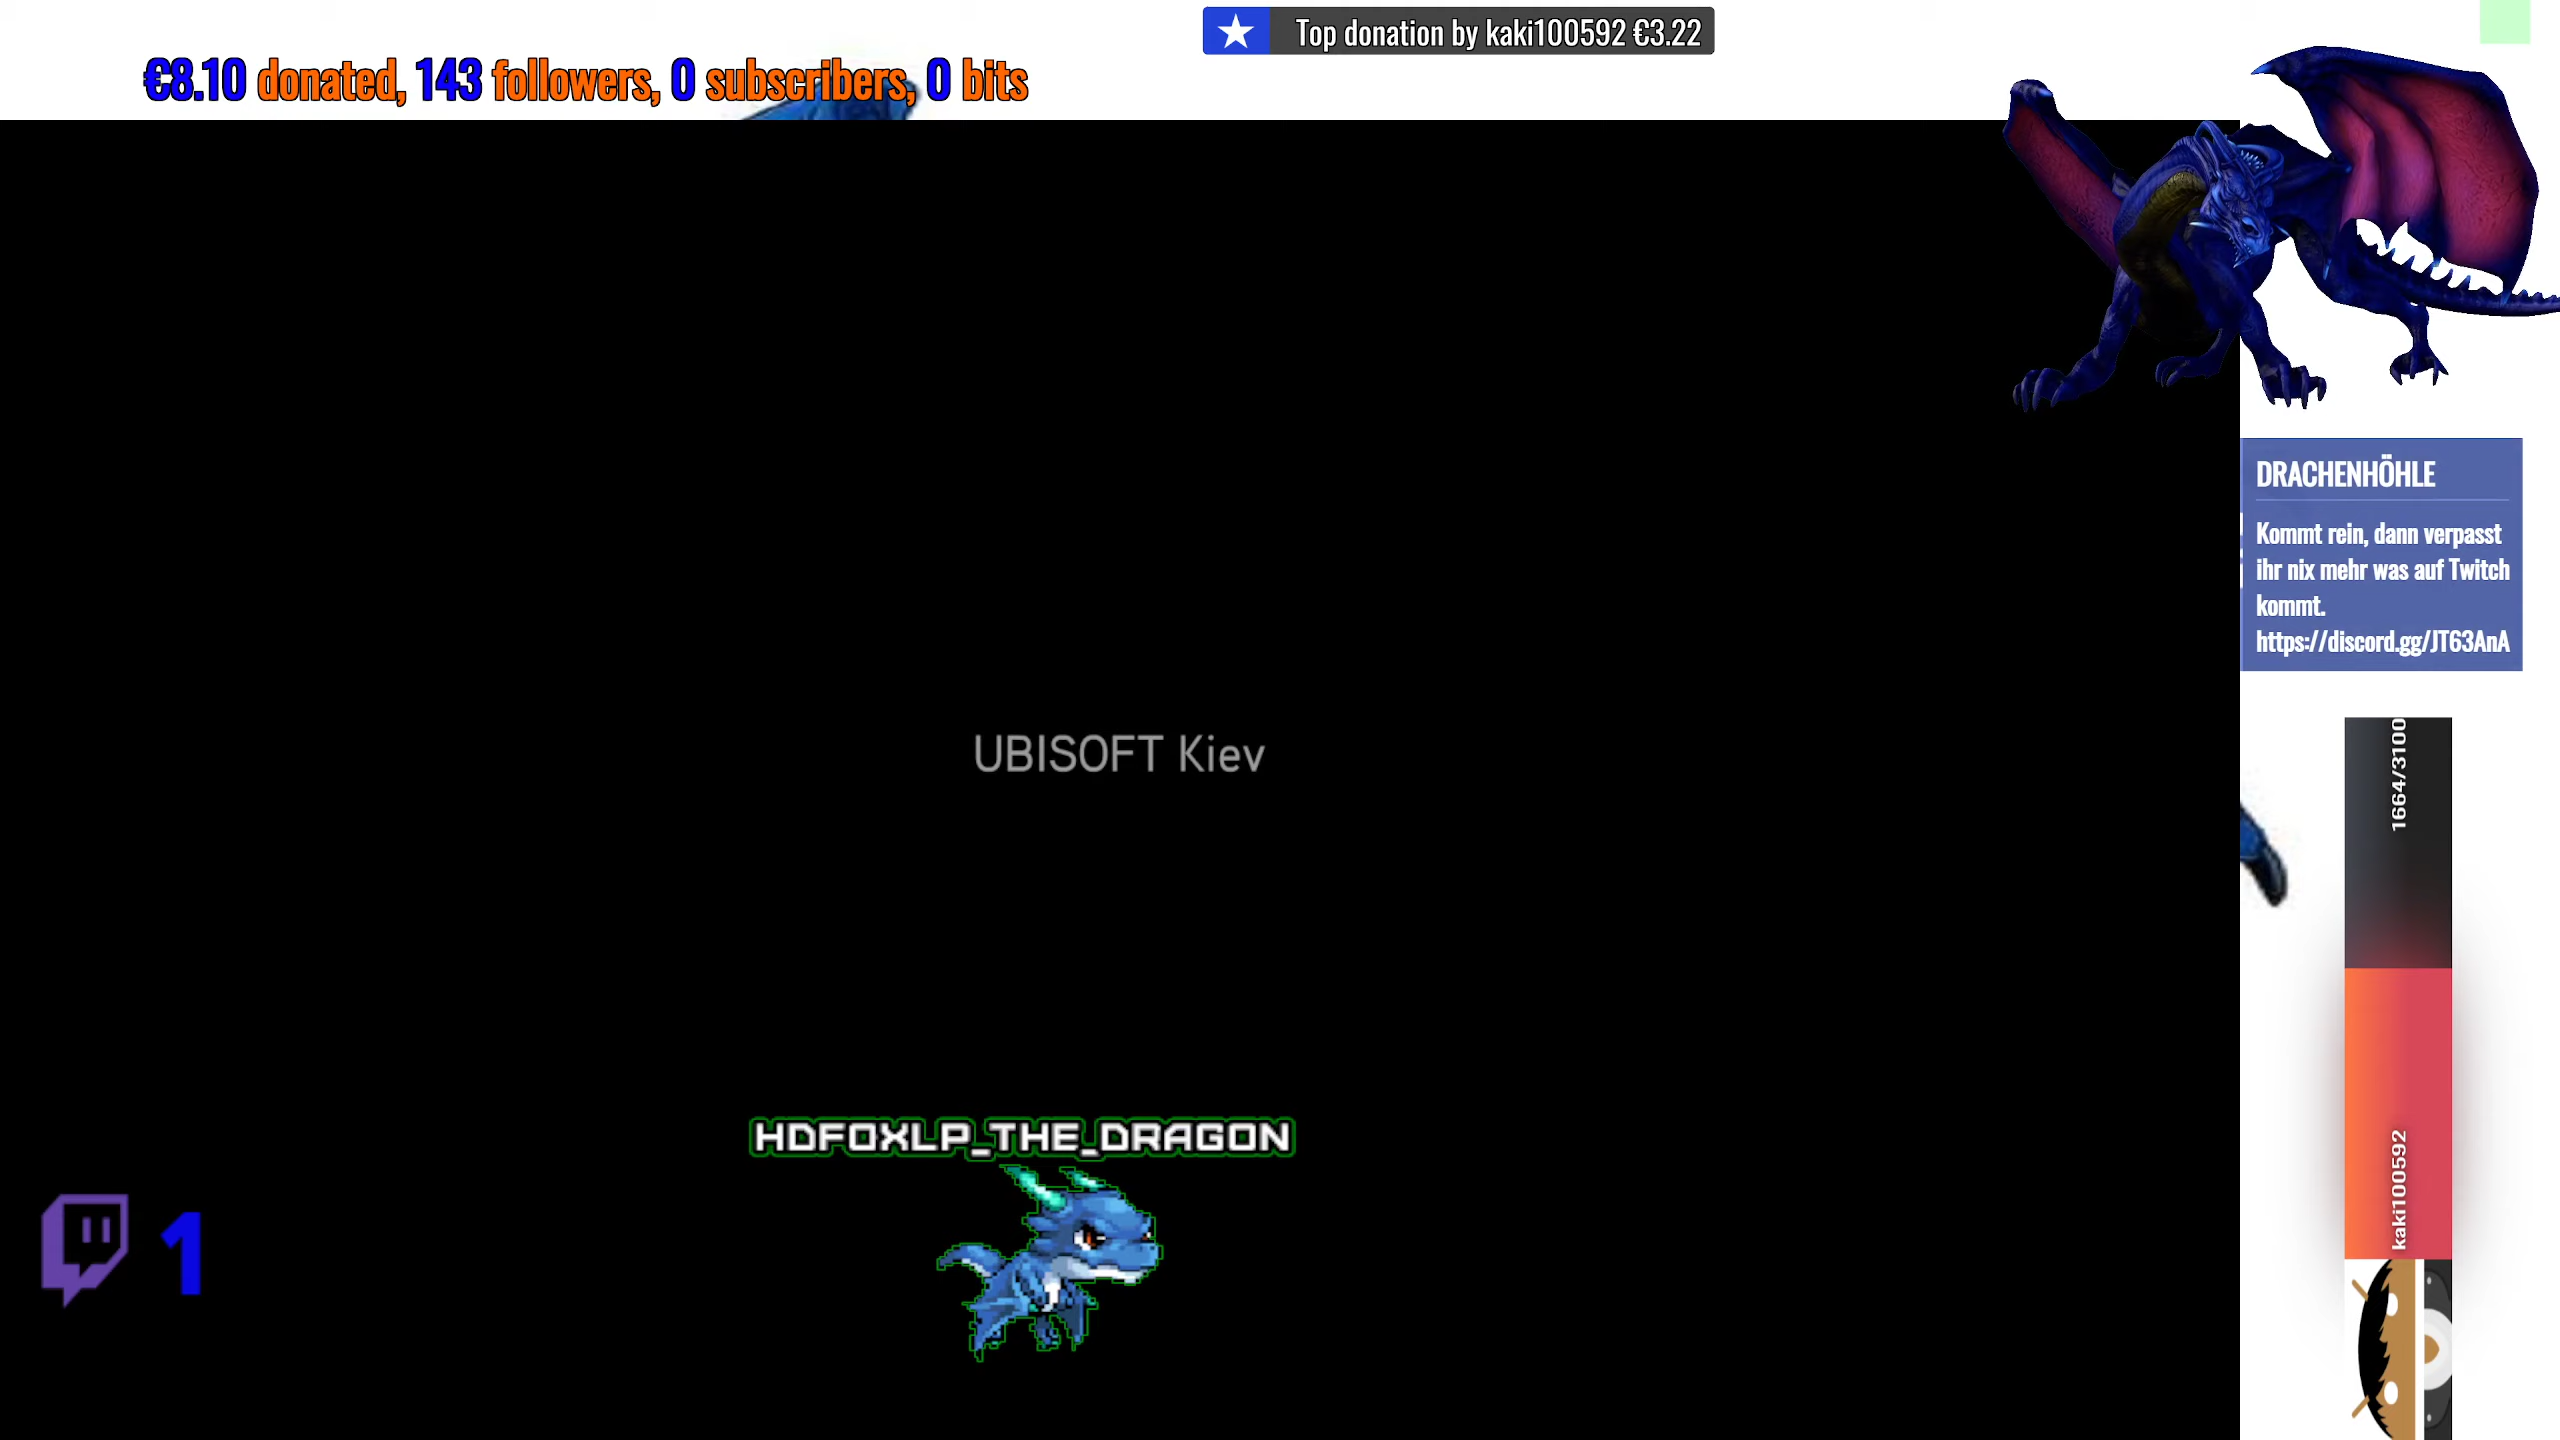 Top donation by kaki100592 €3.22
€8.10 donated, 143 followers, 0 subscribers, 0 bits
DRACHENHÖHLE
Kommt rein, dann verpasst
ihr nix mehr was auf Twitch
kommt.
https://discord.gg/JT63AnA
UBISOFT Kiev
1664/3100
kaki100592
HDFOXLP_THE_DRAGON
1